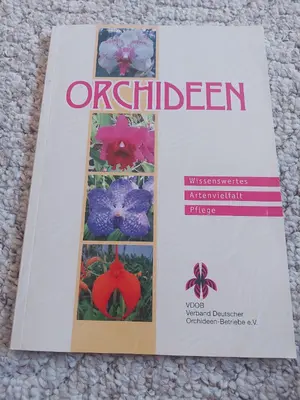 ORCHIDEEN
Wissenswertes
Artenvielfalt
Pflege
VDOB
Verband Deutscher
Orchideen-Betriebe e.V.